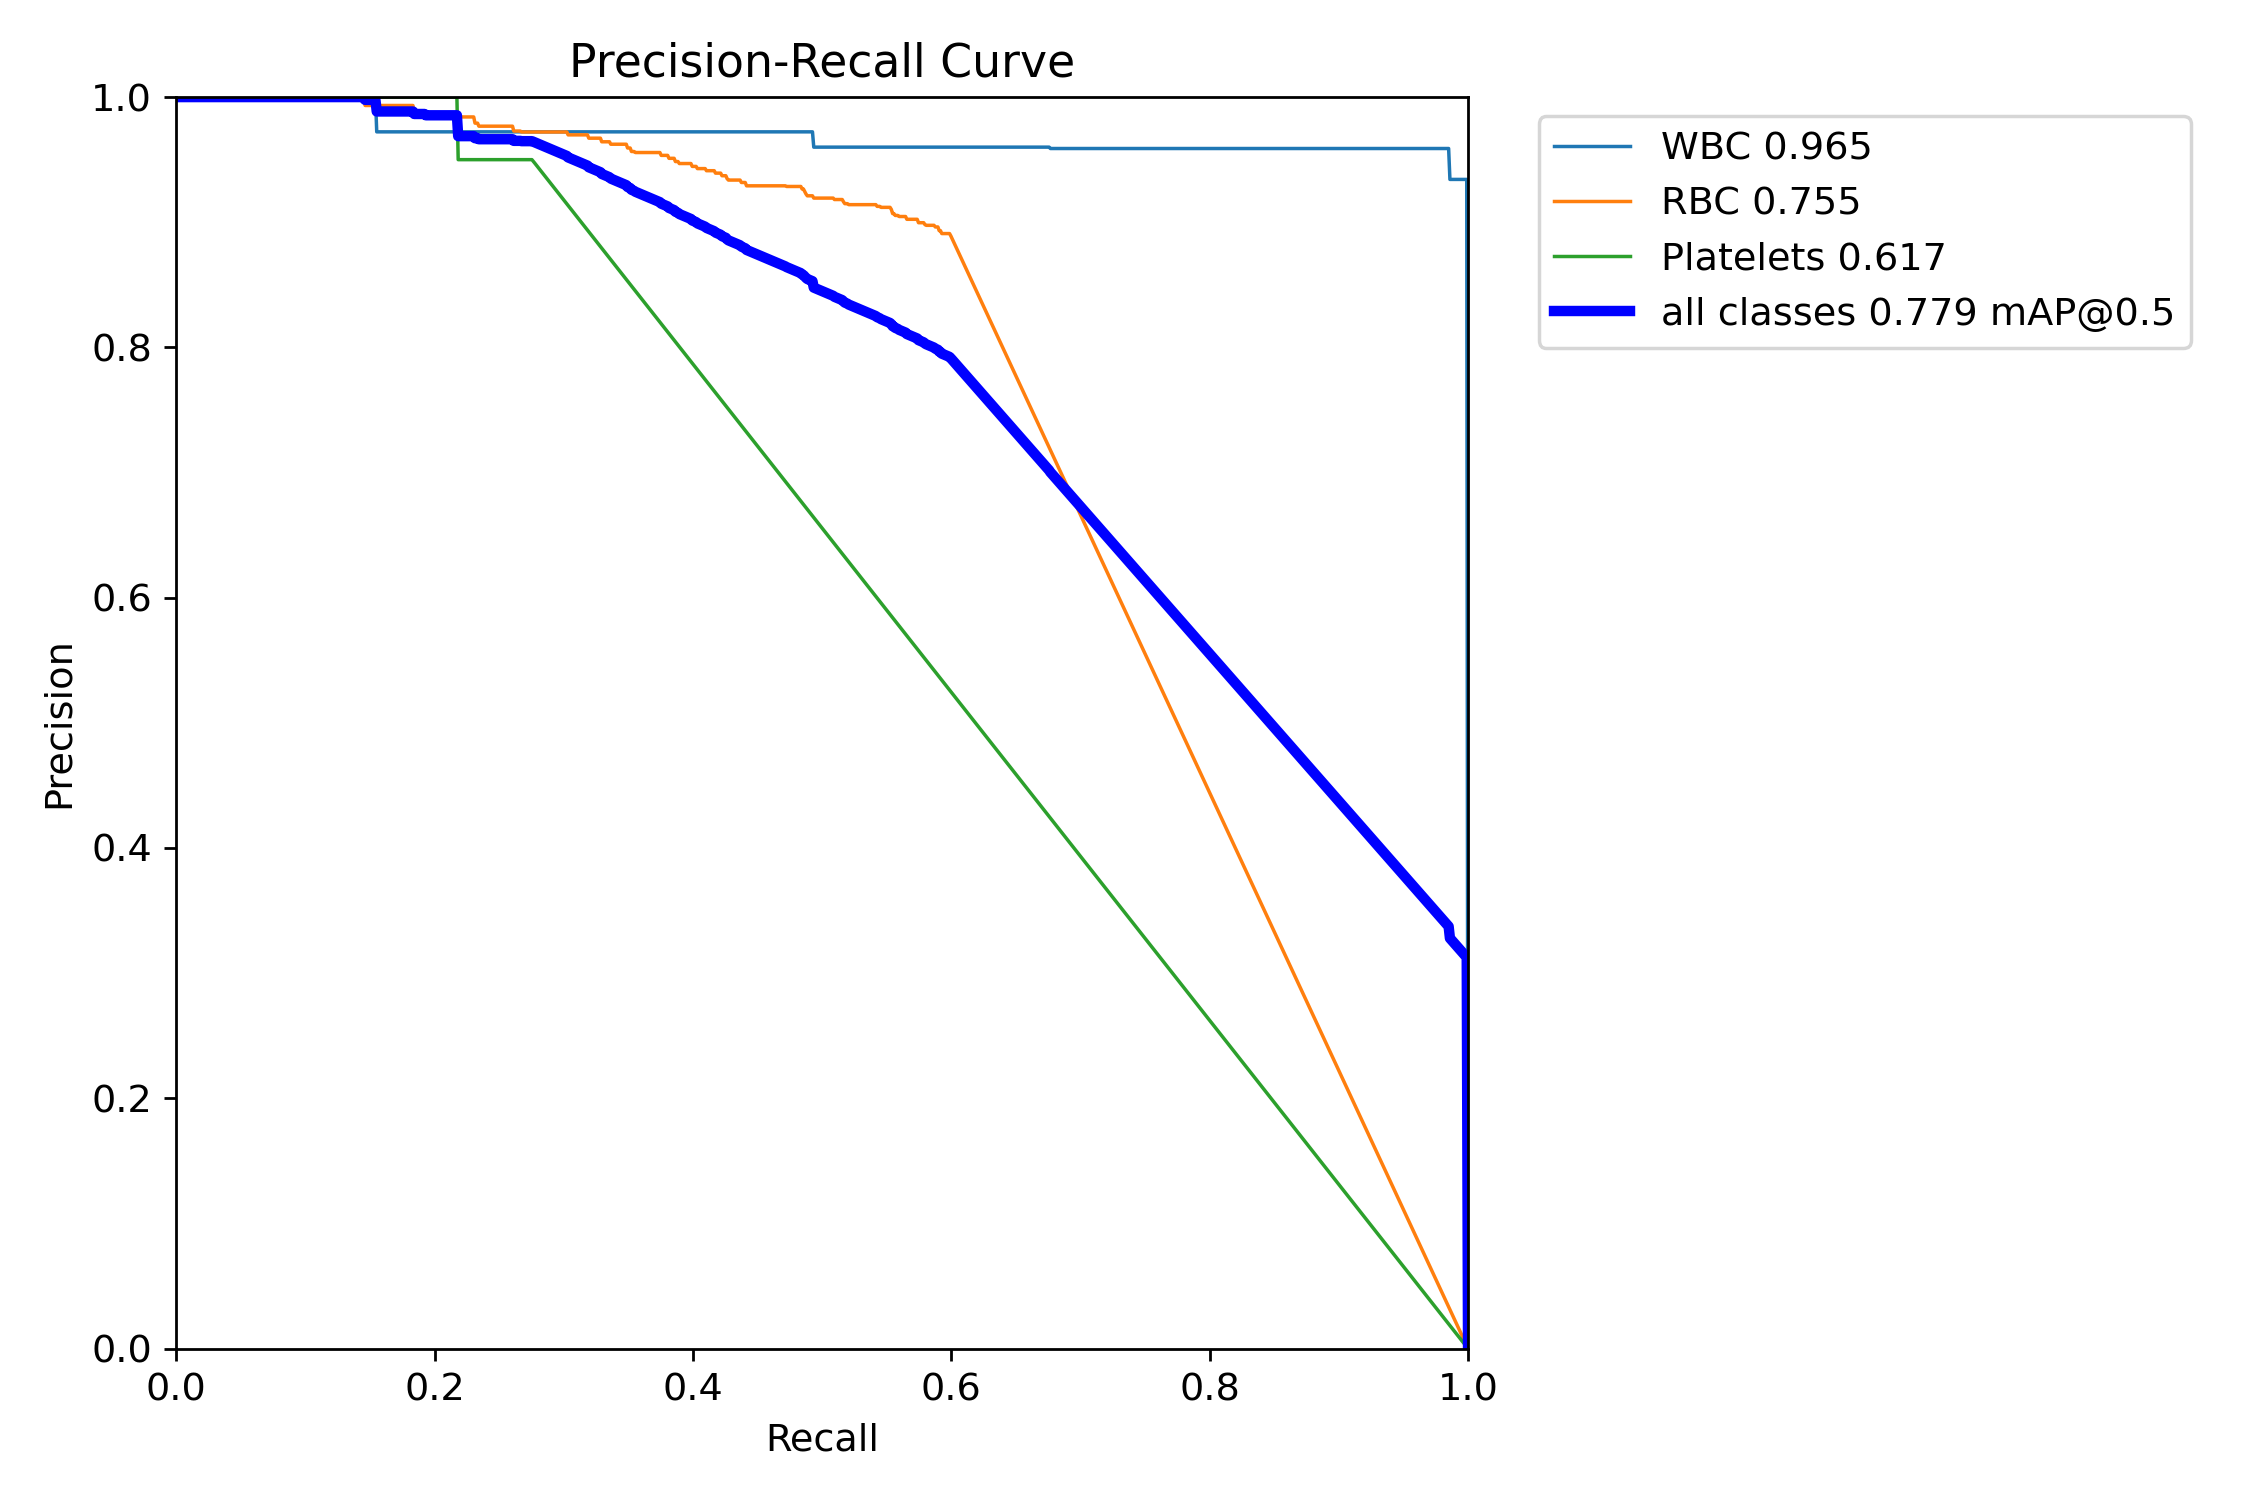 Precision-Recall Curve
1.0
0.8
0.6
0.4
0.2
0.0
Precision
0.0 0.2 0.4 0.6 0.8 1.0
Recall
WBC 0.965
RBC 0.755
Platelets 0.617
all classes 0.779 mAP@0.5